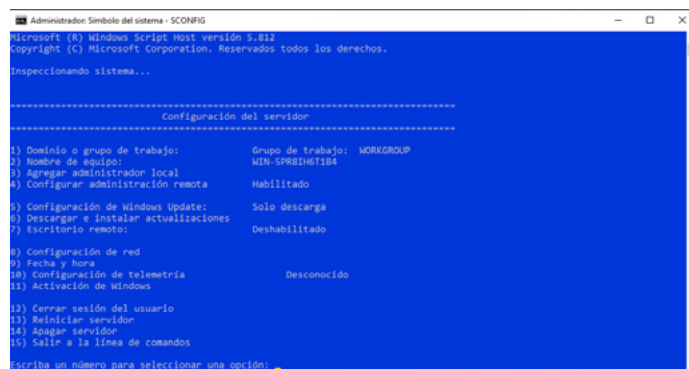 Administrador: Símbolo del sistema - SCONFIG
Microsoft (R) Windows Script Host versión 5.812
Copyright (C) Microsoft Corporation. Reservados todos los derechos.
Inspeccionando sistema...
===============================================================================
Configuración del servidor
===============================================================================
1) Dominio o grupo de trabajo: Grupo de trabajo: WORKGROUP
2) Nombre de equipo: WIN-SPRBIH6T1B4
3) Agregar administrador local
4) Configurar administración remota Habilitado
5) Configuración de Windows Update: Solo descarga
6) Descargar e instalar actualizaciones
7) Escritorio remoto: Deshabilitado
8) Configuración de red
9) Fecha y hora
10) Configuración de telemetría Desconocido
11) Activación de Windows
12) Cerrar sesión del usuario
13) Reiniciar servidor
14) Apagar servidor
15) Salir a la línea de comandos
Escriba un número para seleccionar una opción: _